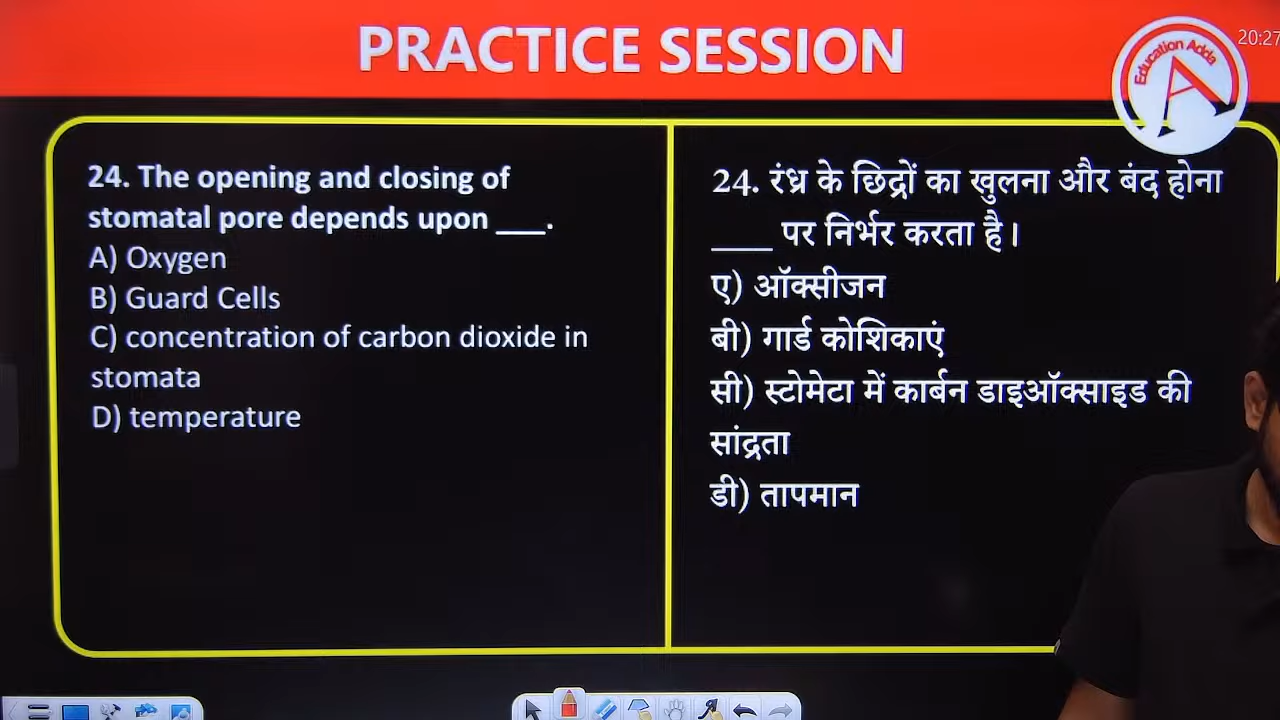 PRACTICE SESSION
Education Adda
A
20:27
24. The opening and closing of
stomatal pore depends upon ___.
A) Oxygen
B) Guard Cells
C) concentration of carbon dioxide in
stomata
D) temperature
24. रंध्र के छिद्रों का खुलना और बंद होना
____ पर निर्भर करता है।
ए) ऑक्सीजन
बी) गार्ड कोशिकाएं
सी) स्टोमेटा में कार्बन डाइऑक्साइड की
सांद्रता
डी) तापमान